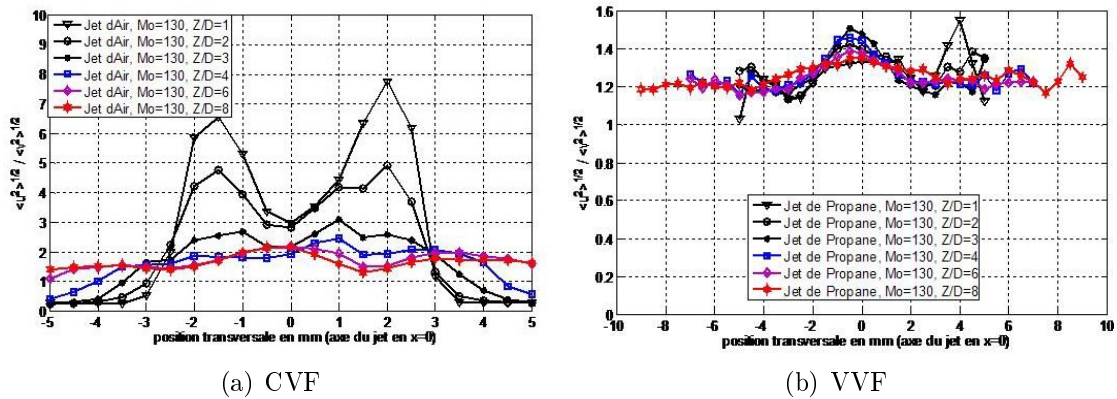 10
9
8
7
6
5
4
3
2
1
0
-5 -4 -3 -2 -1 0 1 2 3 4 5
<u²>^1/2 / <v²>^1/2
position transversale en mm (axe du jet en x=0)
Jet dAir, Mo=130, Z/D=1
Jet dAir, Mo=130, Z/D=2
Jet dAir, Mo=130, Z/D=3
Jet dAir, Mo=130, Z/D=4
Jet dAir, Mo=130, Z/D=6
Jet dAir, Mo=130, Z/D=8
(a) CVF
1.6
1.4
1.2
1
0.8
0.6
0.4
0.2
0
-10 -8 -6 -4 -2 0 2 4 6 8 10
<u²>^1/2 / <v²>^1/2
position transversale en mm (axe du jet en x=0)
Jet de Propane, Mo=130, Z/D=1
Jet de Propane, Mo=130, Z/D=2
Jet de Propane, Mo=130, Z/D=3
Jet de Propane, Mo=130, Z/D=4
Jet de Propane, Mo=130, Z/D=6
Jet de Propane, Mo=130, Z/D=8
(b) VVF